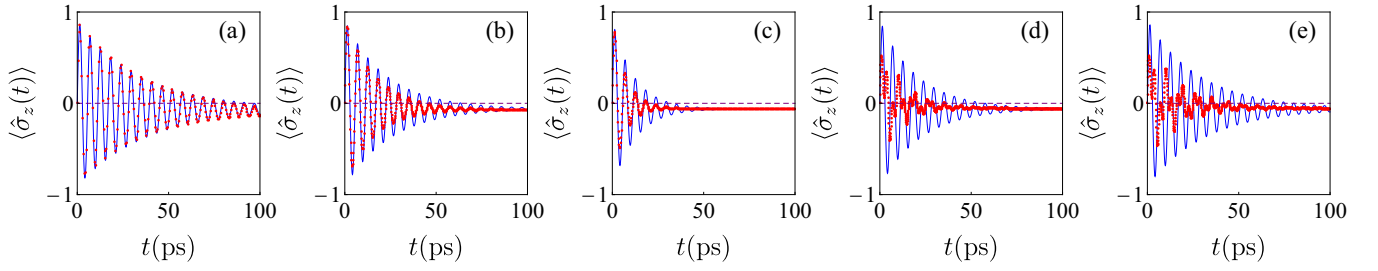 1 (a) 1 (b) 1 (c) 1 (d) 1 (e)
⟨σ̂_z(t)⟩ 0 ⟨σ̂_z(t)⟩ 0 ⟨σ̂_z(t)⟩ 0 ⟨σ̂_z(t)⟩ 0 ⟨σ̂_z(t)⟩ 0
−1 −1 −1 −1 −1
0 50 100 0 50 100 0 50 100 0 50 100 0 50 100
t(ps) t(ps) t(ps) t(ps) t(ps)